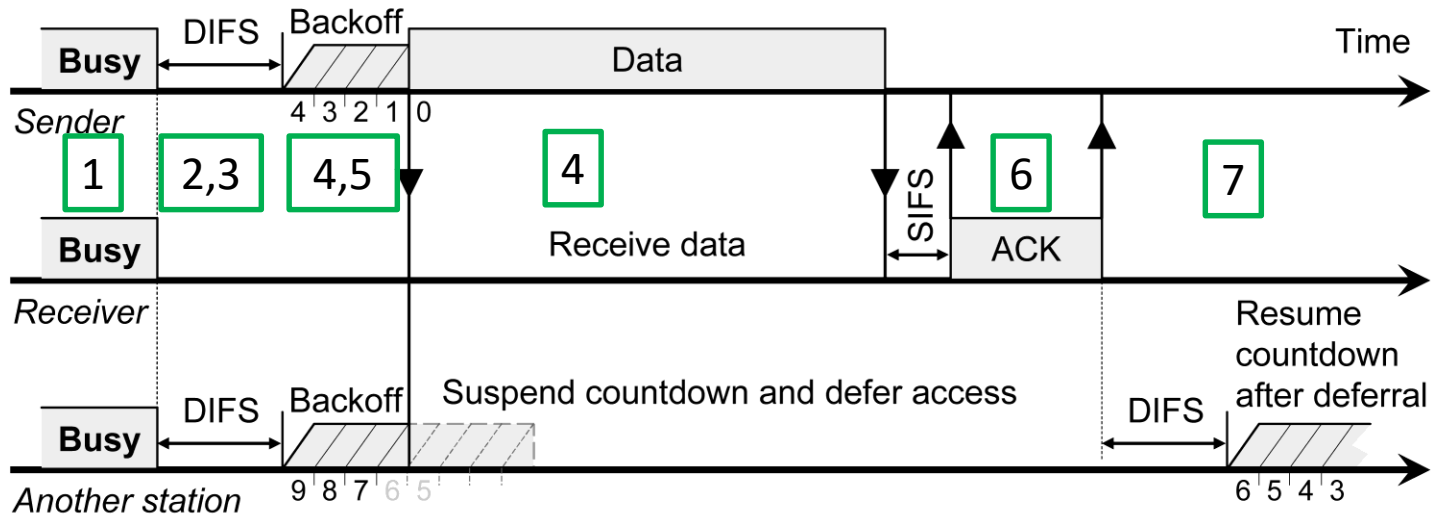 DIFS Backoff
Busy Data Time
4 3 2 1 0
Sender
1 2,3 4,5 4 6 7
SIFS
Busy Receive data ACK
Receiver
Resume
countdown
after deferral
DIFS Backoff Suspend countdown and defer access DIFS
Busy
9 8 7 6 5 6 5 4 3
Another station